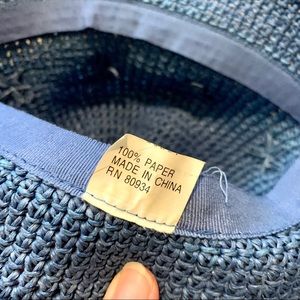 100% PAPER
MADE IN CHINA
RN 80934